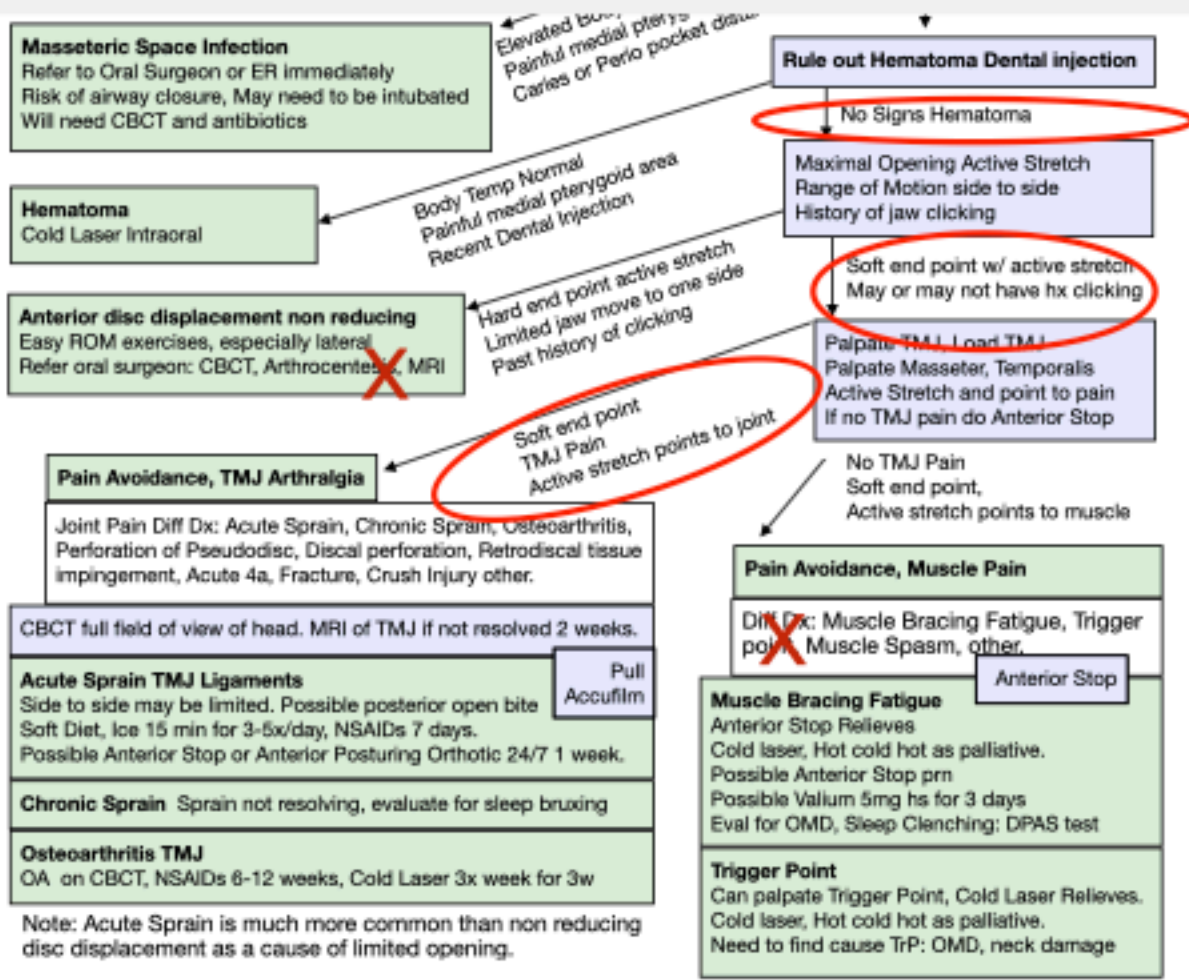 Masseteric Space Infection
Refer to Oral Surgeon or ER immediately
Risk of airway closure, May need to be intubated
Will need CBCT and antibiotics
Elevated Body
Painful medial pteryg
Caries or Perio pocket
Rule out Hematoma Dental injection
No Signs Hematoma
Maximal Opening Active Stretch
Range of Motion side to side
History of jaw clicking
Hematoma
Cold Laser Intraoral
Body Temp Normal
Painful medial pterygoid area
Recent Dental Injection
Soft end point w/ active stretch
May or may not have hx clicking
Anterior disc displacement non reducing
Easy ROM exercises, especially lateral
Refer oral surgeon: CBCT, Arthrocentesis, MRI
Hard end point active stretch
Limited jaw move to one side
Past history of clicking
Palpate TMJ, Load TMJ
Palpate Masseter, Temporalis
Active Stretch and point to pain
If no TMJ pain do Anterior Stop
Soft end point
TMJ Pain
Active stretch points to joint
No TMJ Pain
Soft end point,
Active stretch points to muscle
Pain Avoidance, TMJ Arthralgia
Joint Pain Diff Dx: Acute Sprain, Chronic Sprain, Osteoarthritis,
Perforation of Pseudodisc, Discal perforation, Retrodiscal tissue
impingement, Acute 4a, Fracture, Crush Injury other.
CBCT full field of view of head. MRI of TMJ if not resolved 2 weeks.
Pull
Accufilm
Acute Sprain TMJ Ligaments
Side to side may be limited. Possible posterior open bite
Soft Diet, Ice 15 min for 3-5x/day, NSAIDs 7 days.
Possible Anterior Stop or Anterior Posturing Orthotic 24/7 1 week.
Chronic Sprain Sprain not resolving, evaluate for sleep bruxing
Osteoarthritis TMJ
OA on CBCT, NSAIDs 6-12 weeks, Cold Laser 3x week for 3w
Note: Acute Sprain is much more common than non reducing
disc displacement as a cause of limited opening.
Pain Avoidance, Muscle Pain
Diff Dx: Muscle Bracing Fatigue, Trigger
point, Muscle Spasm, other.
Anterior Stop
Muscle Bracing Fatigue
Anterior Stop Relieves
Cold laser, Hot cold hot as palliative.
Possible Anterior Stop prn
Possible Valium 5mg hs for 3 days
Eval for OMD, Sleep Clenching: DPAS test
Trigger Point
Can palpate Trigger Point, Cold Laser Relieves.
Cold laser, Hot cold hot as palliative.
Need to find cause TrP: OMD, neck damage